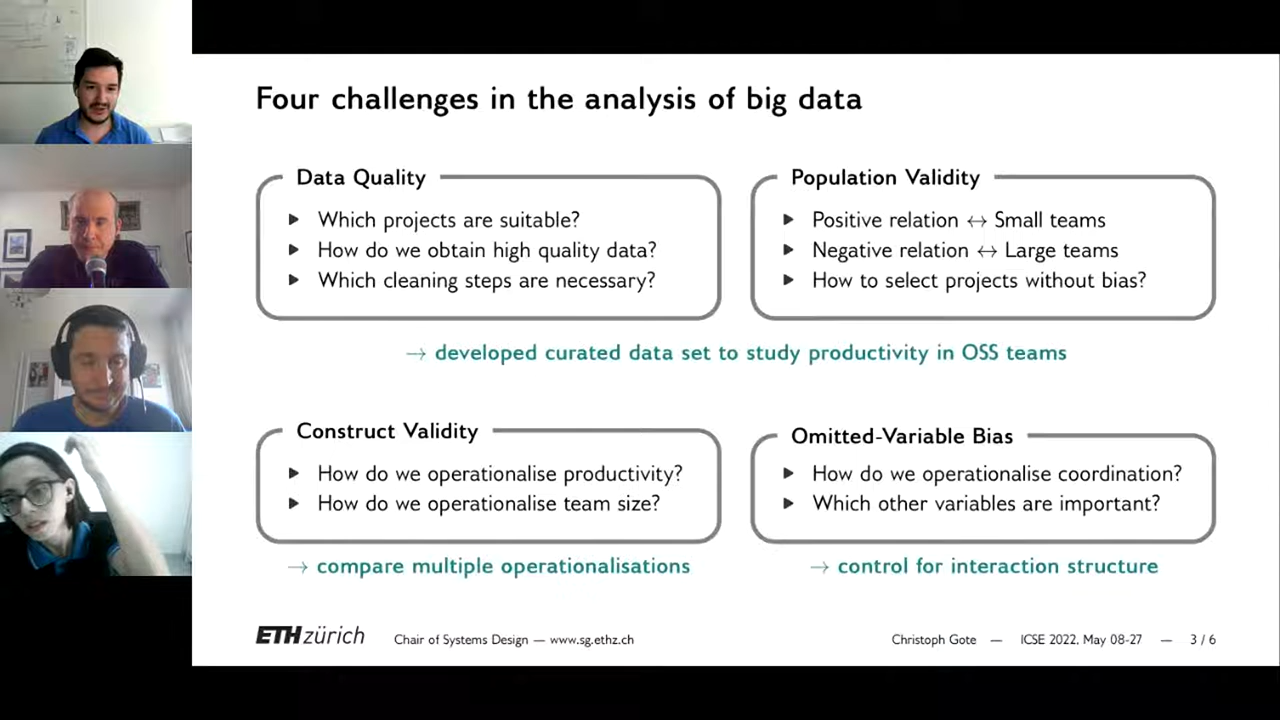 Four challenges in the analysis of big data
Data Quality
Which projects are suitable?
How do we obtain high quality data?
Which cleaning steps are necessary?
Population Validity
Positive relation ↔ Small teams
Negative relation ↔ Large teams
How to select projects without bias?
→ developed curated data set to study productivity in OSS teams
Construct Validity
How do we operationalise productivity?
How do we operationalise team size?
→ compare multiple operationalisations
Omitted-Variable Bias
How do we operationalise coordination?
Which other variables are important?
→ control for interaction structure
ETH zürich Chair of Systems Design — www.sg.ethz.ch Christoph Gote — ICSE 2022, May 08-27 — 3 / 6